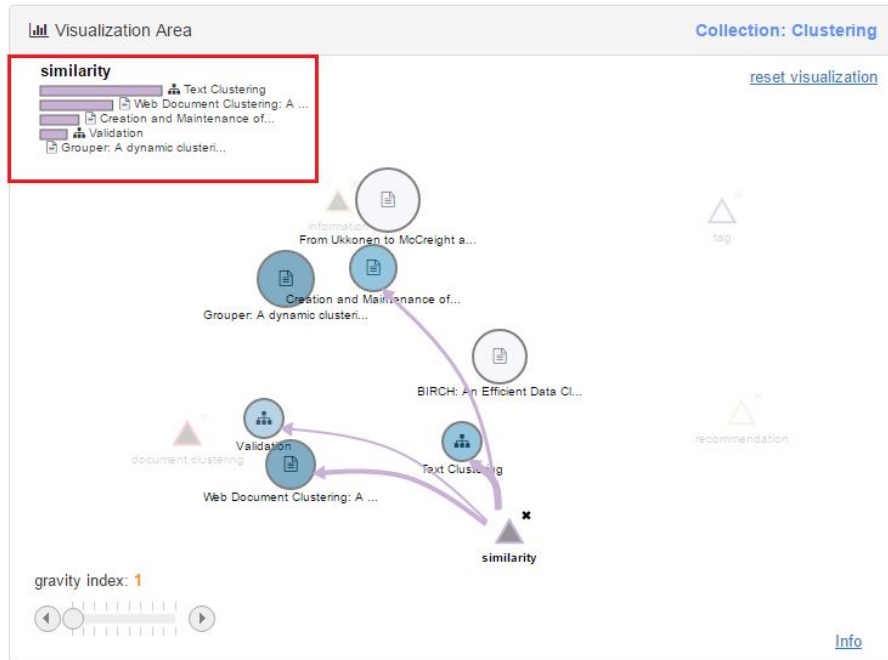 Visualization Area
Collection: Clustering
similarity
Text Clustering
Web Document Clustering: A ...
Creation and Maintenance of...
Validation
Grouper: A dynamic clusteri...
reset visualization
information
tag
From Ukkonen to McCreight a...
Creation and Maintenance of...
Grouper: A dynamic clusteri...
BIRCH: An Efficient Data Cl...
recommendation
Validation
document clustering
Text Clustering
Web Document Clustering: A ...
similarity
gravity index: 1
Info